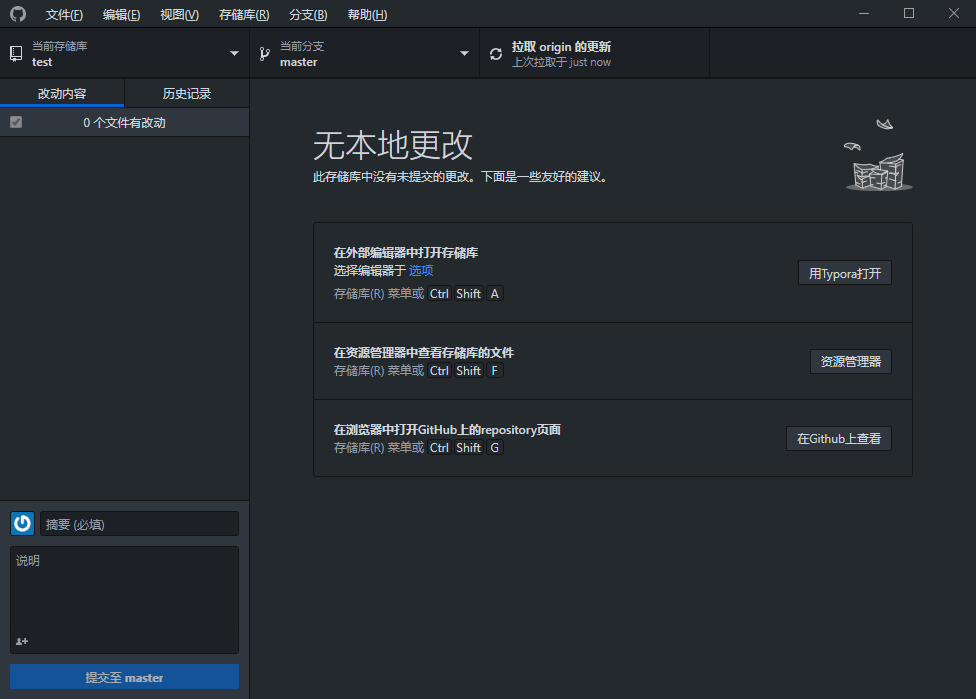 文件(F) 编辑(E) 视图(V) 存储库(R) 分支(B) 帮助(H)
当前存储库
test
当前分支
master
拉取 origin 的更新
上次拉取于 just now
改动内容
历史记录
0 个文件有改动
无本地更改
此存储库中没有未提交的更改。下面是一些友好的建议。
在外部编辑器中打开存储库
选择编辑器于 选项
存储库(R) 菜单或 Ctrl Shift A
用Typora打开
在资源管理器中查看存储库的文件
存储库(R) 菜单或 Ctrl Shift F
资源管理器
在浏览器中打开GitHub上的repository页面
存储库(R) 菜单或 Ctrl Shift G
在Github上查看
摘要 (必填)
说明
提交至 master